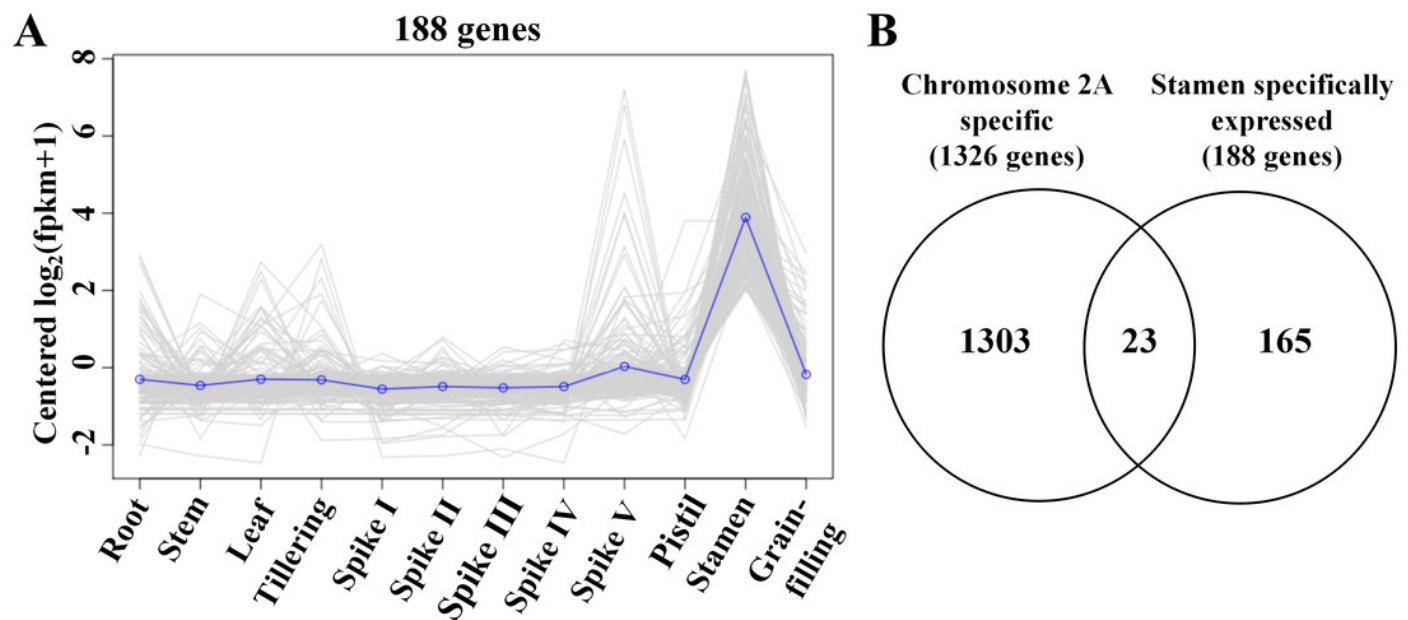 A
188 genes
Centered log2(fpkm+1)
8
6
4
2
0
-2
Root
Stem
Leaf
Tillering
Spike I
Spike II
Spike III
Spike IV
Spike V
Pistil
Stamen
Grain-
filling
B
Chromosome 2A
specific
(1326 genes)
Stamen specifically
expressed
(188 genes)
1303
23
165